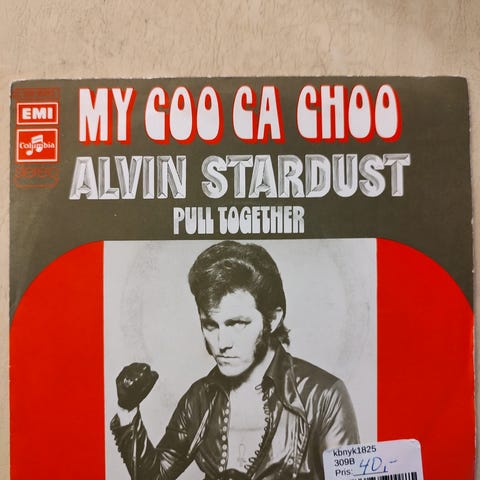 EMI
Columbia
MY COO CA CHOO
ALVIN STARDUST
PULL TOGETHER
kbnyk1825
309B
Pris: 40,-